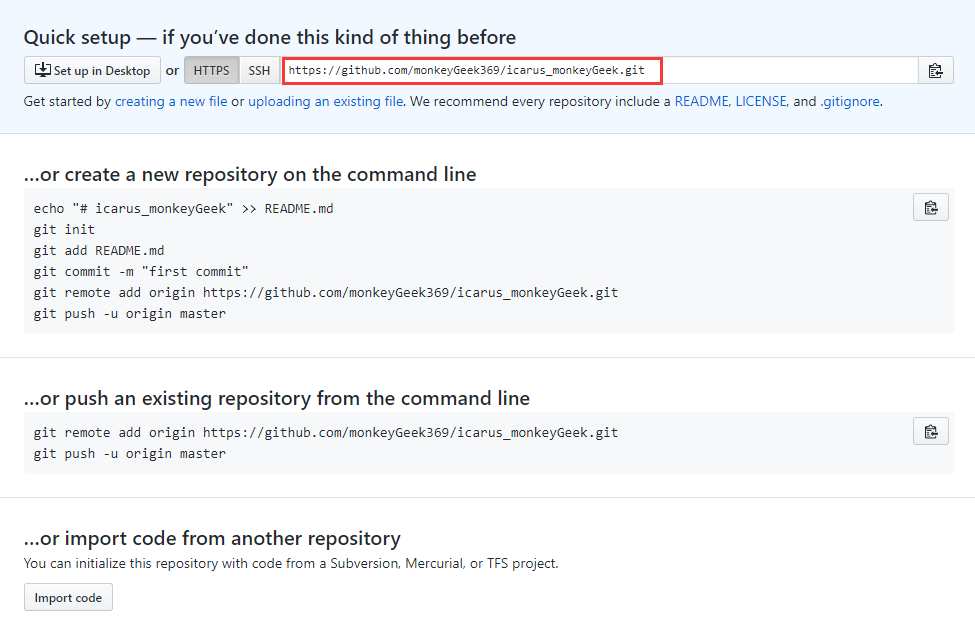 Quick setup — if you’ve done this kind of thing before
Set up in Desktop or HTTPS SSH https://github.com/monkeyGeek369/icarus_monkeyGeek.git
Get started by creating a new file or uploading an existing file. We recommend every repository include a README, LICENSE, and .gitignore.
…or create a new repository on the command line
echo "# icarus_monkeyGeek" >> README.md
git init
git add README.md
git commit -m "first commit"
git remote add origin https://github.com/monkeyGeek369/icarus_monkeyGeek.git
git push -u origin master
…or push an existing repository from the command line
git remote add origin https://github.com/monkeyGeek369/icarus_monkeyGeek.git
git push -u origin master
…or import code from another repository
You can initialize this repository with code from a Subversion, Mercurial, or TFS project.
Import code